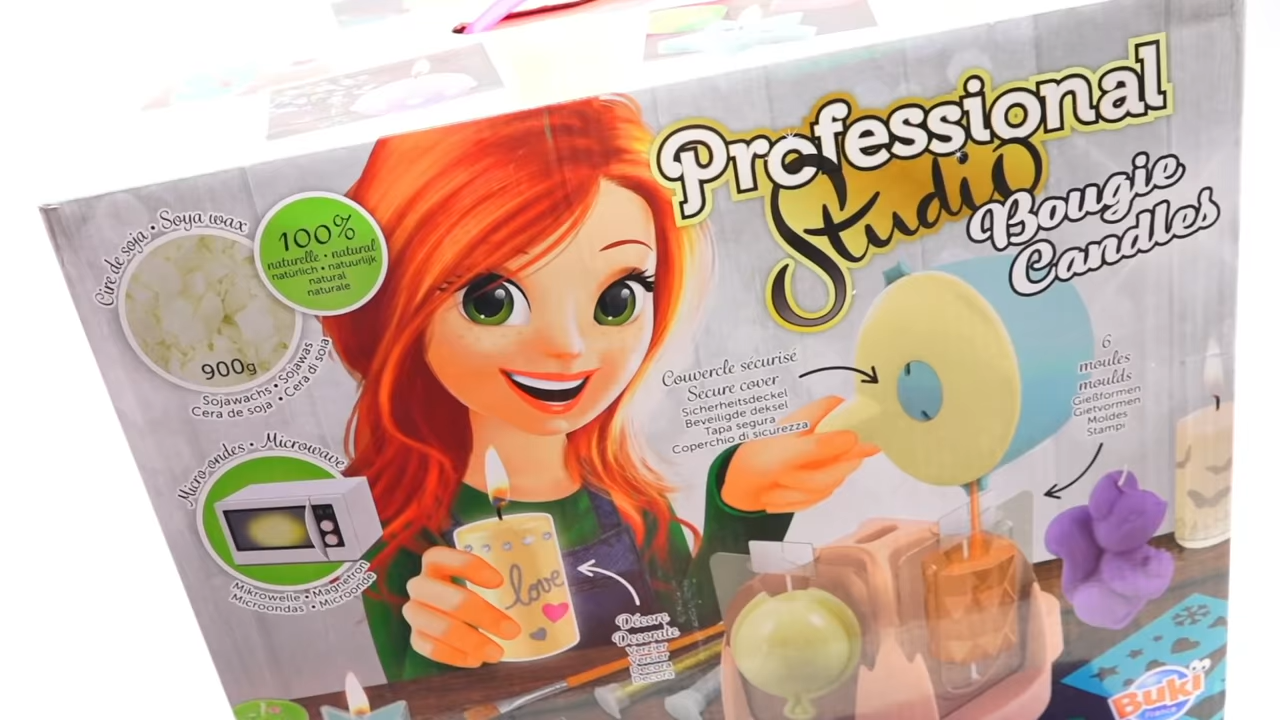 Professional
Studio
Bougie
Candles
Cire de soja • Soya wax
900g
Sojawachs • Sojawas
Cera de soja • Cera di soia
100%
naturelle • natural
natürlich • natuurlijk
natural
naturale
Micro-ondes • Microwave
Mikrowelle • Magnetron
Microondas • Microonde
Couvercle sécurisé
Secure cover
Sicherheitsdeckel
Beveiligde deksel
Tapa segura
Coperchio di sicurezza
6
moules
moulds
Gießformen
Gietvormen
Moldes
Stampi
love
Décore
Decorate
Verzier
Versier
Decora
Decora
Buki
France